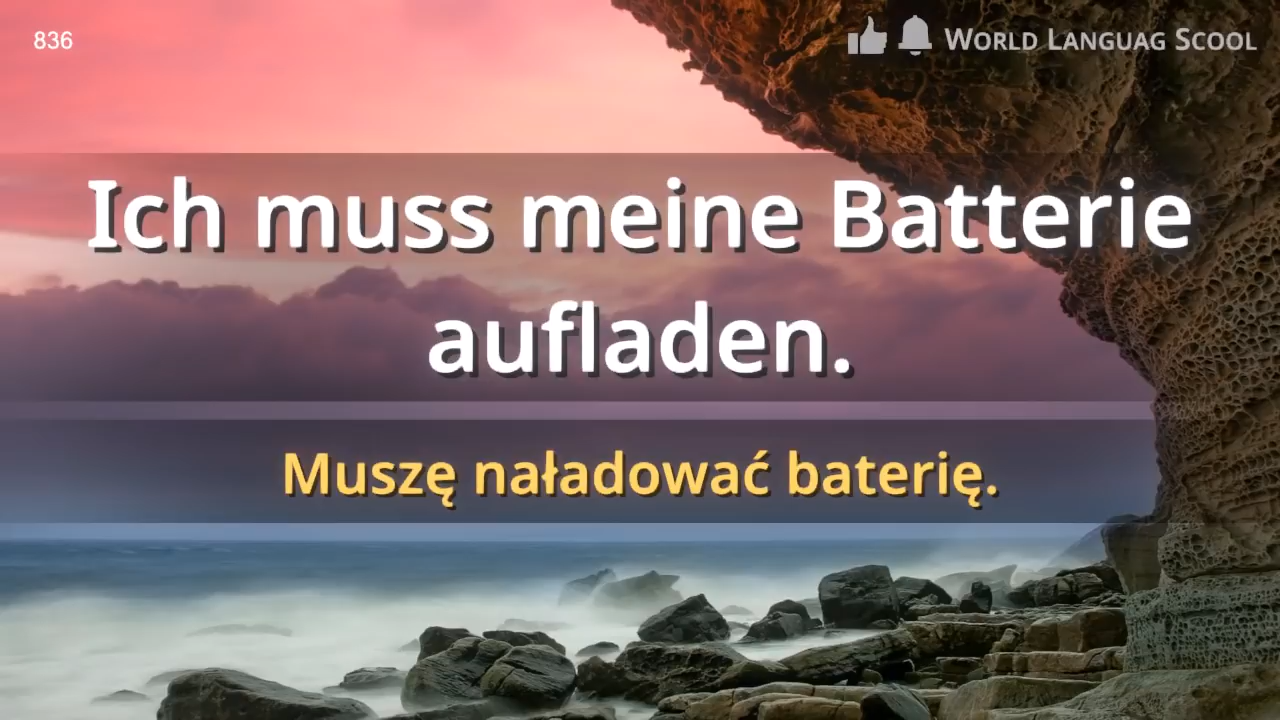 836
World Languag Scool
Ich muss meine Batterie
aufladen.
Muszę naładować baterię.